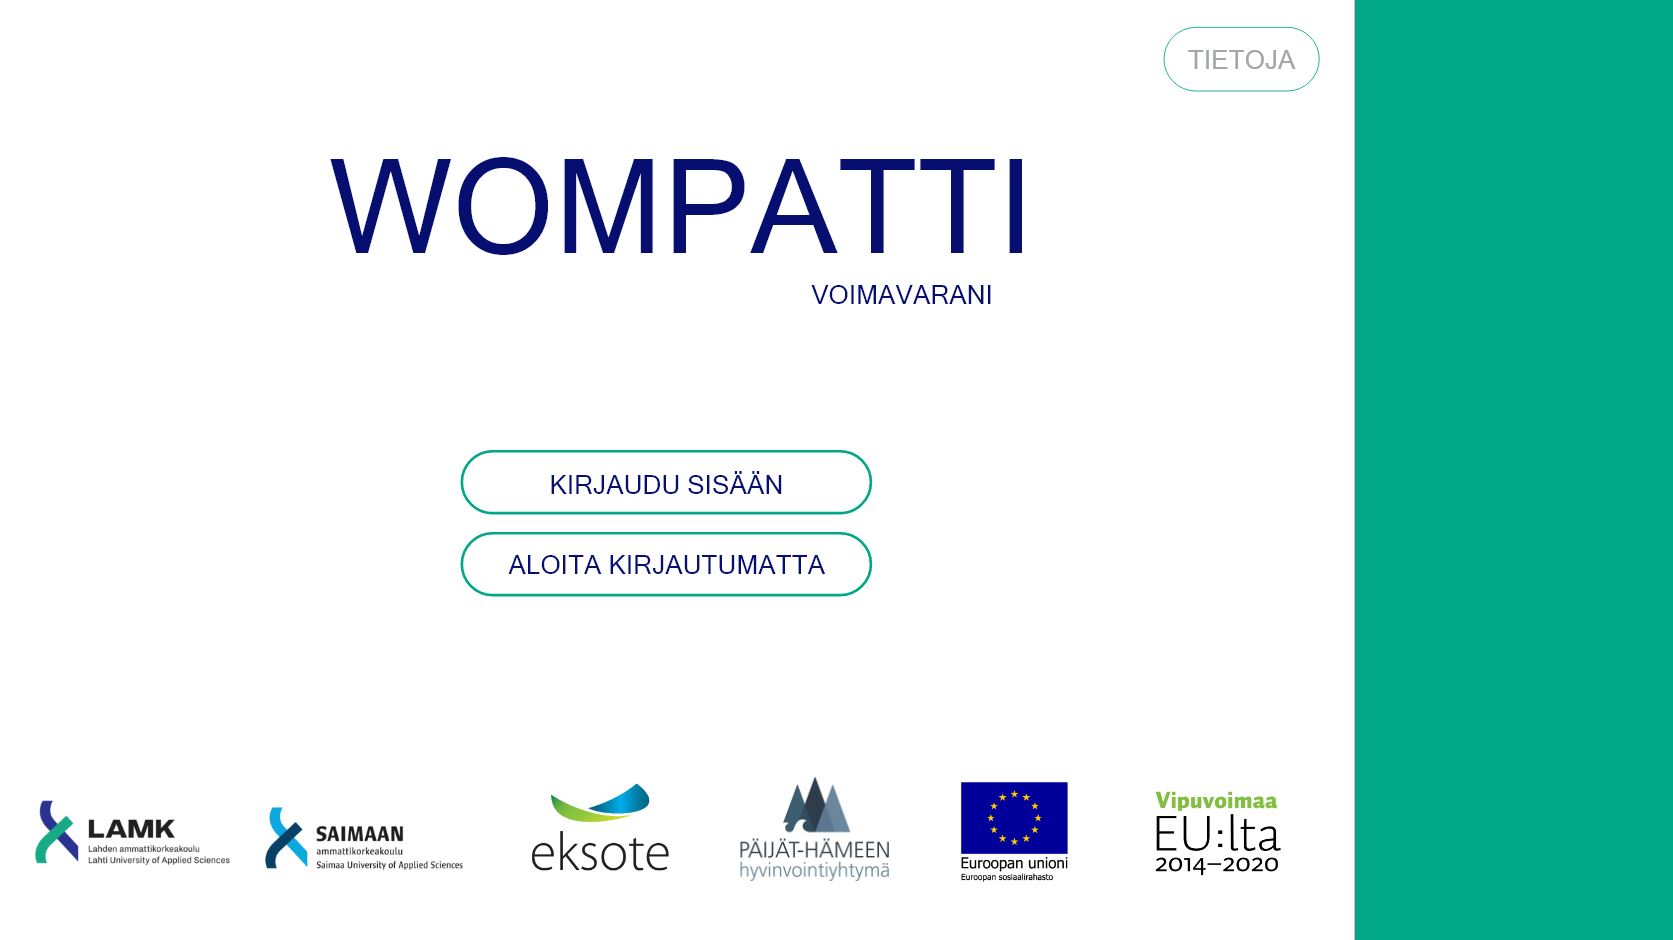 TIETOJA
WOMPATTI
VOIMAVARANI
KIRJAUDU SISÄÄN
ALOITA KIRJAUTUMATTA
LAMK
Lahden ammattikorkeakoulu
Lahti University of Applied Sciences
SAIMAAN
ammattikorkeakoulu
Saimaa University of Applied Sciences
eksote
PÄIJÄT-HÄMEEN
hyvinvointiyhtymä
Euroopan unioni
Euroopan sosiaalirahasto
Vipuvoimaa
EU:lta
2014–2020